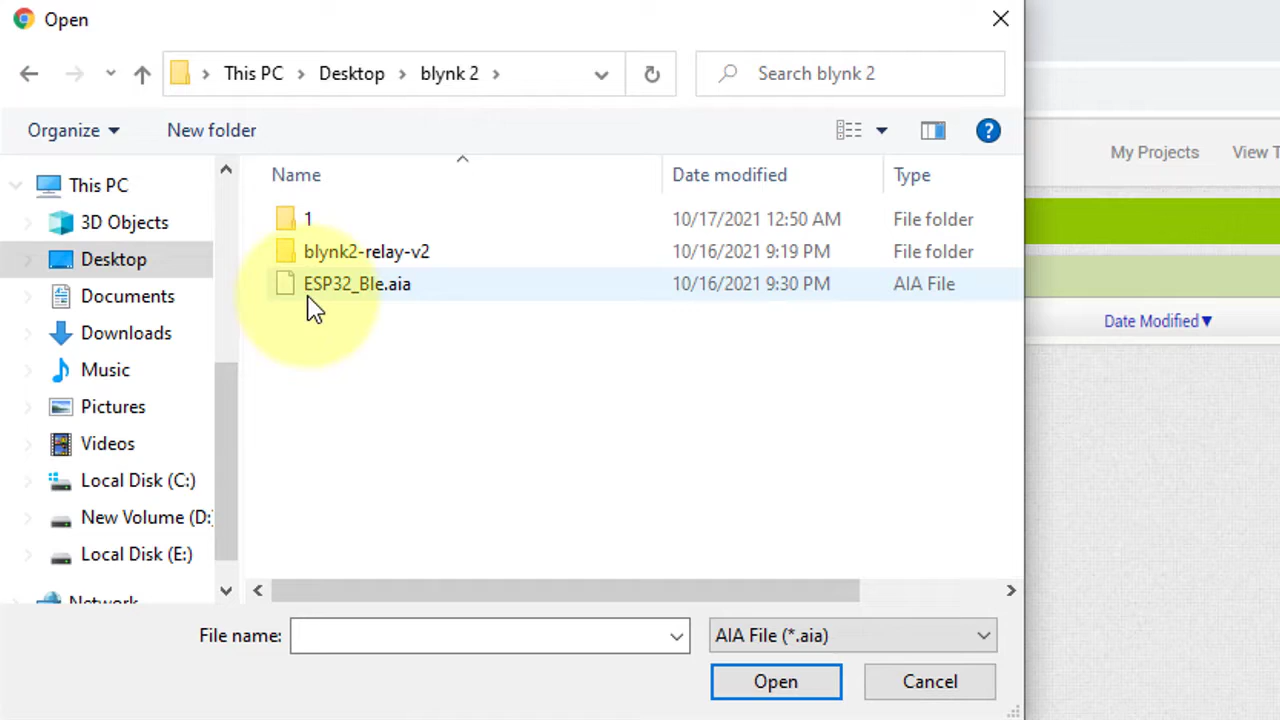 Open
This PC > Desktop > blynk 2 >
Search blynk 2
Organize
New folder
My Projects
View T
Name
Date modified
Type
This PC
3D Objects
Desktop
Documents
Downloads
Music
Pictures
Videos
Local Disk (C:)
New Volume (D:
Local Disk (E:)
Network
1
10/17/2021 12:50 AM
File folder
blynk2-relay-v2
10/16/2021 9:19 PM
File folder
ESP32_Ble.aia
10/16/2021 9:30 PM
AIA File
Date Modified▼
File name:
AIA File (*.aia)
Open
Cancel